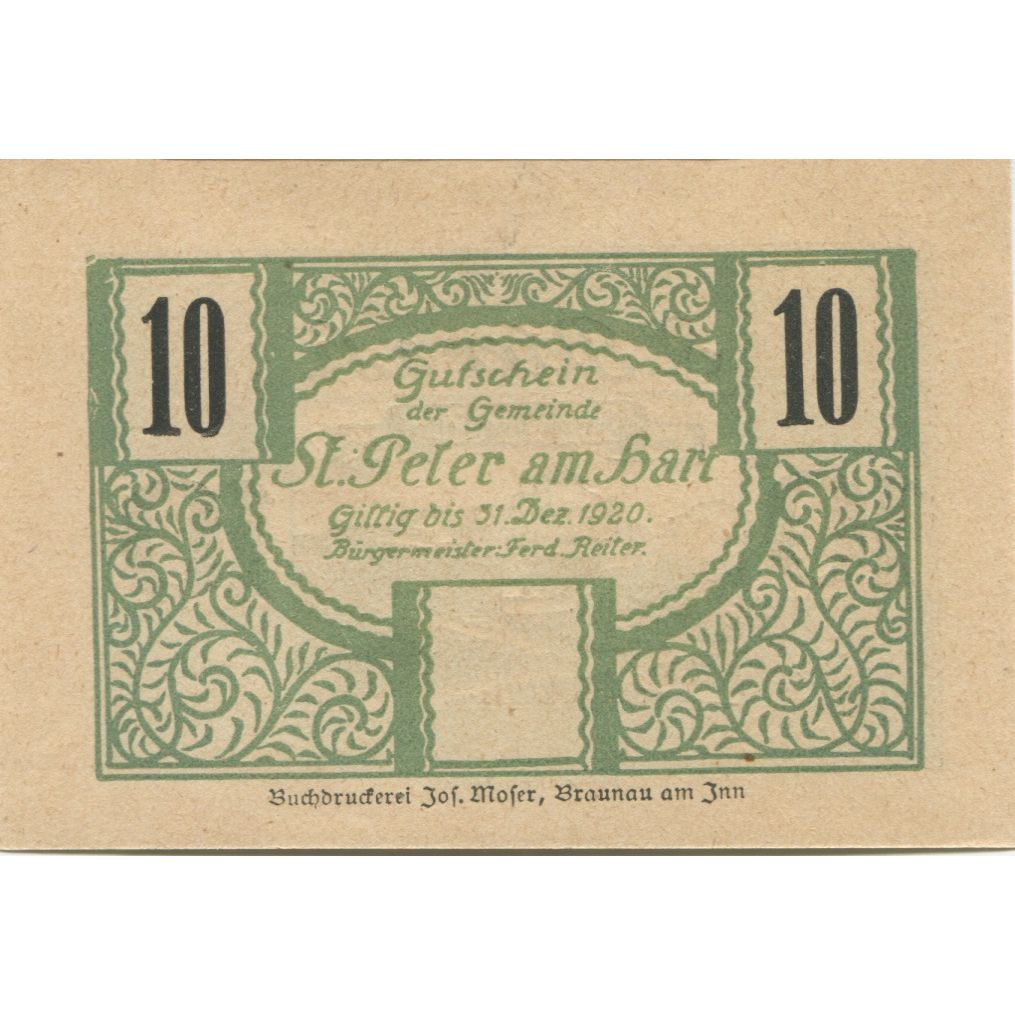 10
10
Gutschein
der Gemeinde
St. Peter am Hart
Giltig bis 31. Dez. 1920.
Bürgermeister: Ferd. Reiter.
Buchdruckerei Jos. Moser, Braunau am Inn